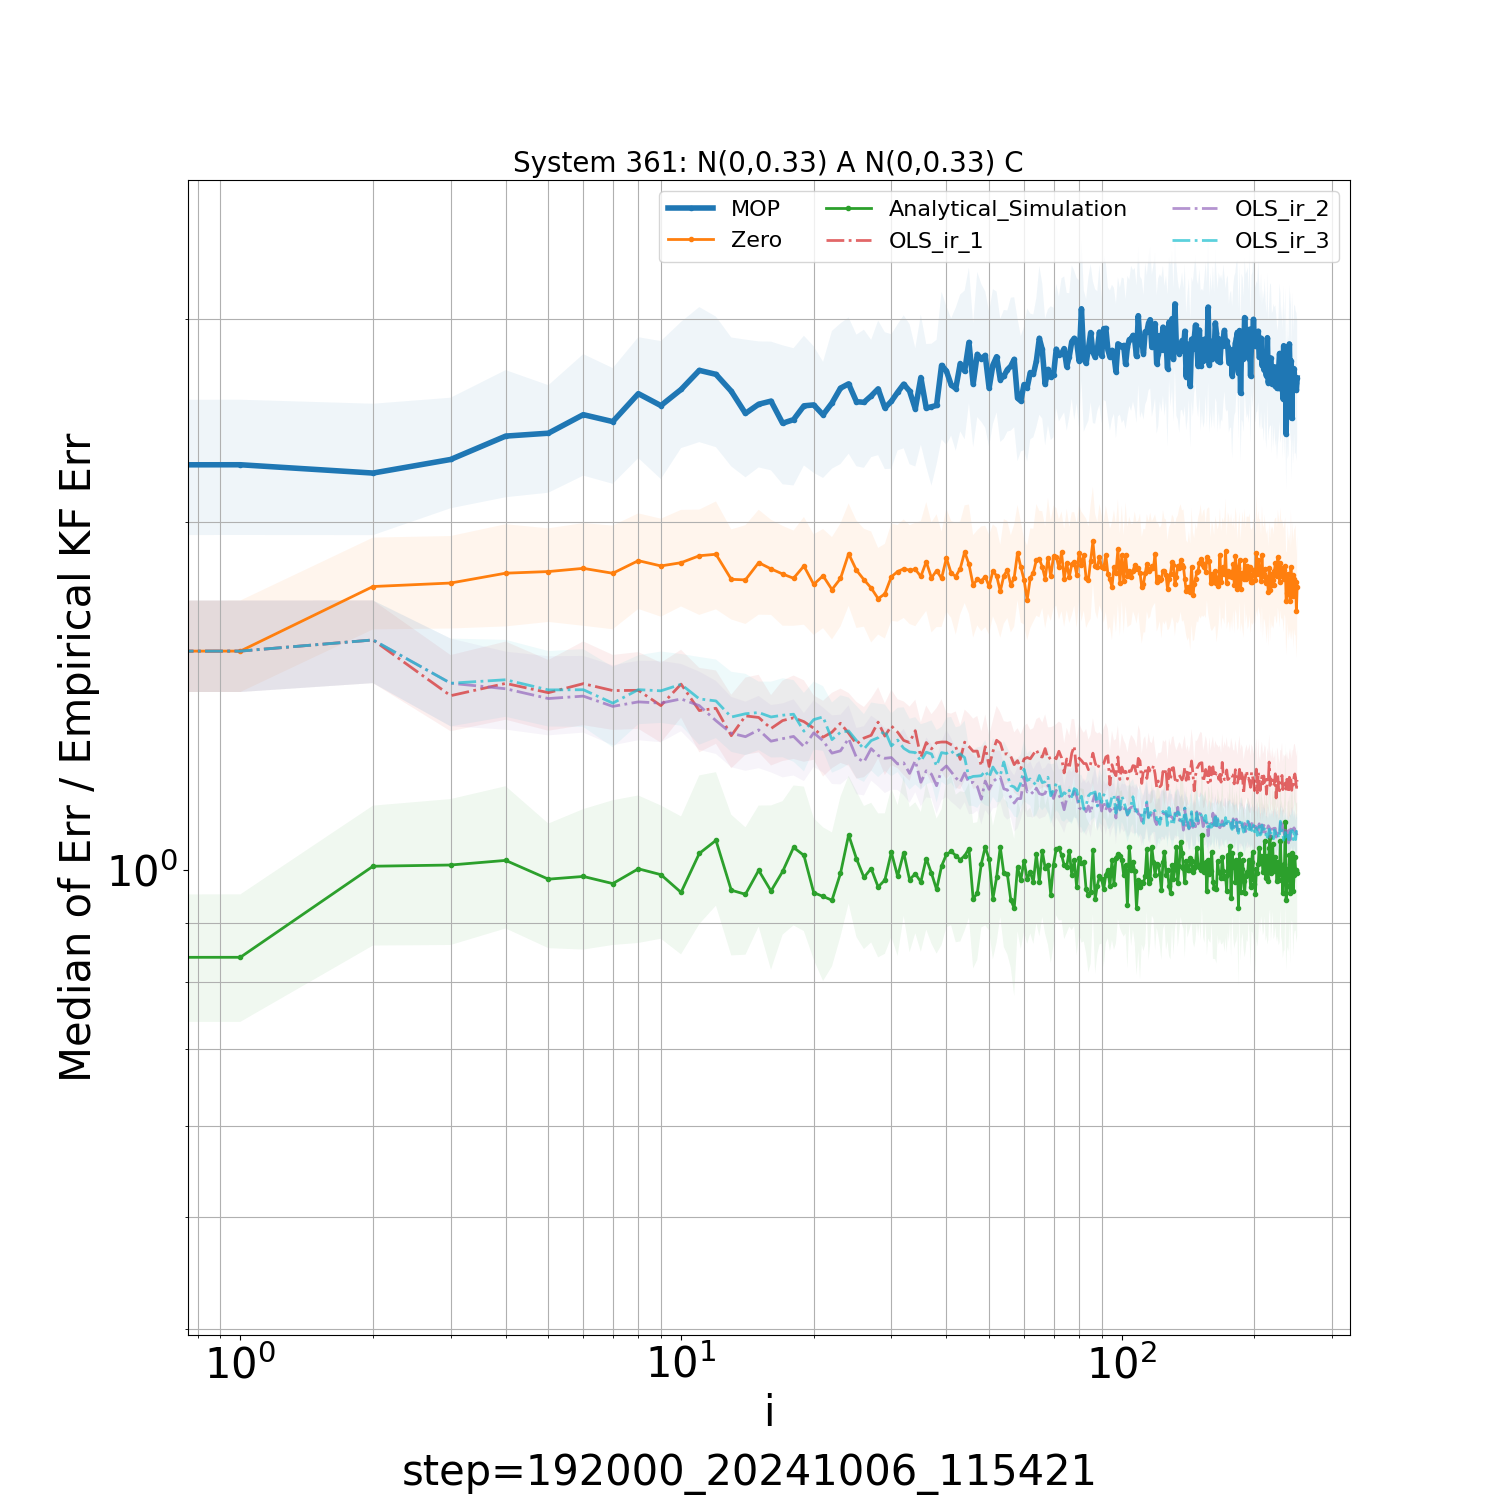 System 361: N(0,0.33) A N(0,0.33) C
MOP
Zero
Analytical_Simulation
OLS_ir_1
OLS_ir_2
OLS_ir_3
Median of Err / Empirical KF Err
10⁰
10⁰
10¹
10²
i
step=192000_20241006_115421